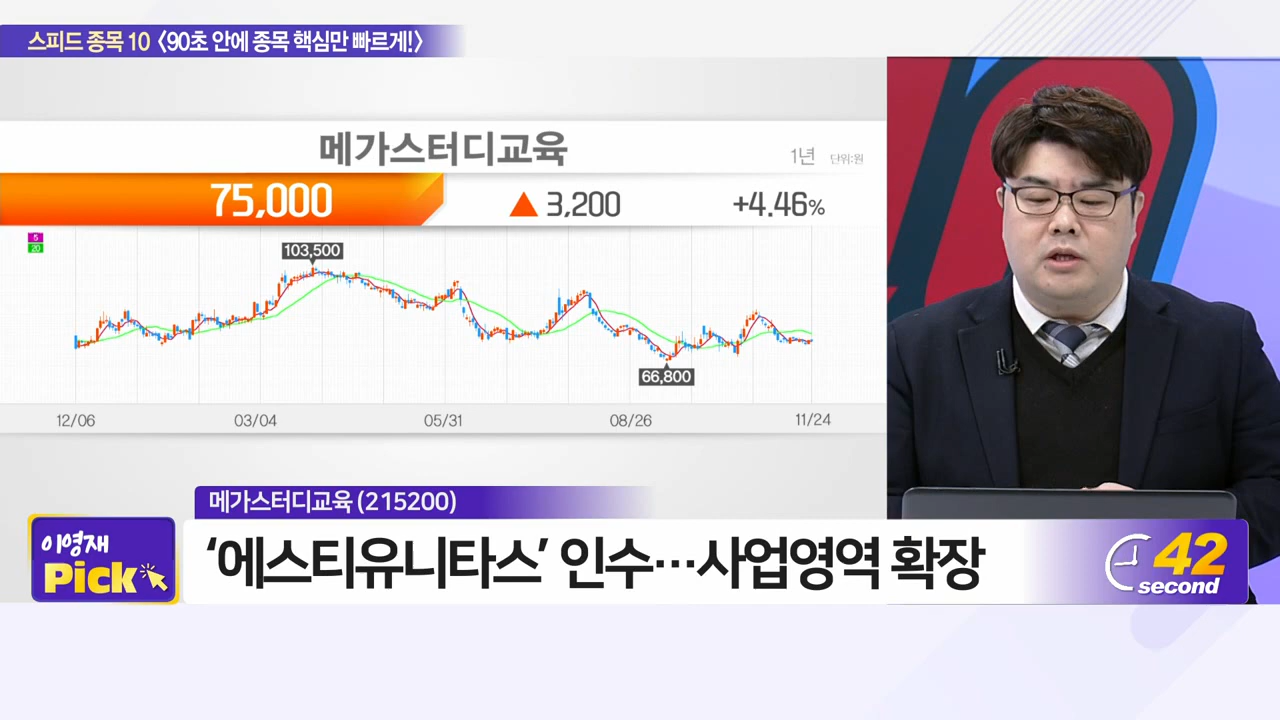 스피드 종목 10 <90초 안에 종목 핵심만 빠르게!>
메가스터디교육
1년 단위:원
75,000 ▲ 3,200 +4.46%
5
20
103,500
66,800
12/06 03/04 05/31 08/26 11/24
메가스터디교육 (215200)
이영재
Pick
‘에스티유니타스’ 인수…사업영역 확장
42
second